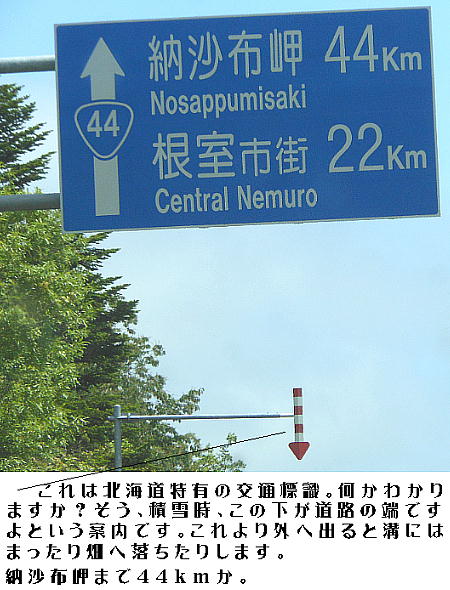 納沙布岬 44Km
Nosappumisaki
44
根室市街 22Km
Central Nemuro
これは北海道特有の交通標識。何かわかり
ますか?そう、積雪時、この下が道路の端です
よという案内です。これより外へ出ると溝には
まったり畑へ落ちたりします。
納沙布岬まで44kmか。